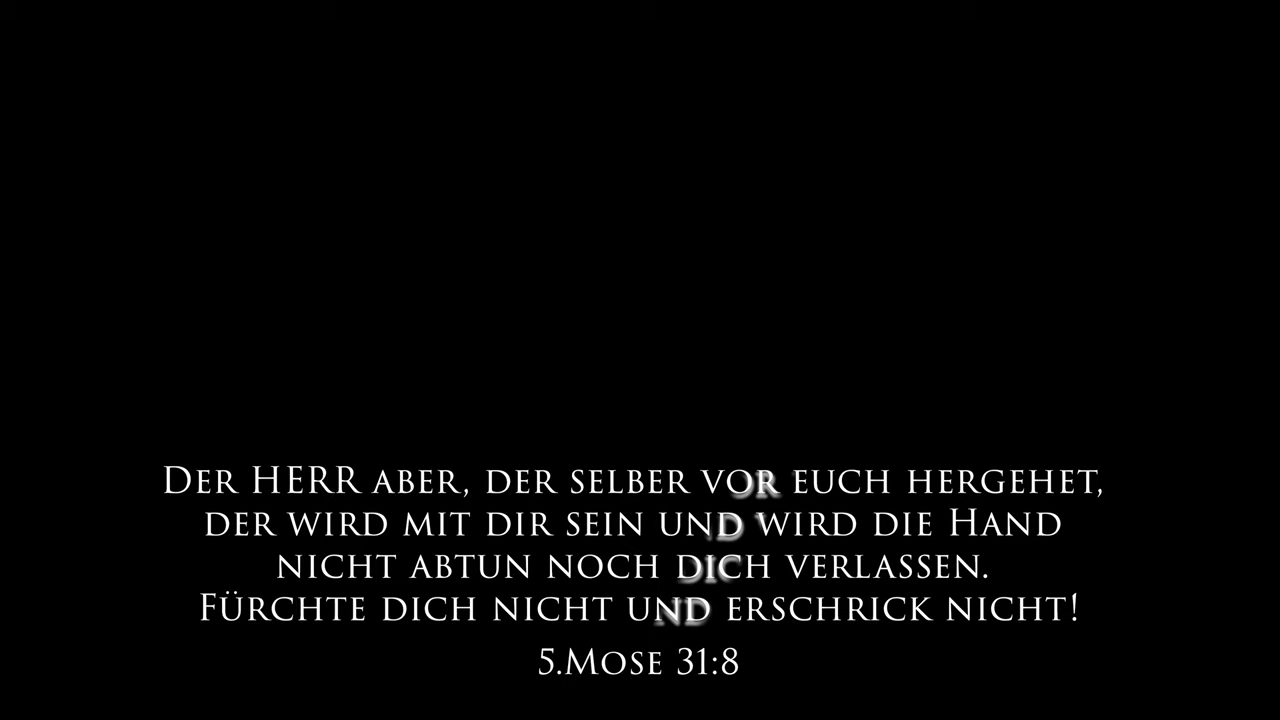 Der HERR aber, der selber vor euch hergehet,
der wird mit dir sein und wird die Hand
nicht abtun noch dich verlassen.
Fürchte dich nicht und erschrick nicht!
5.Mose 31:8